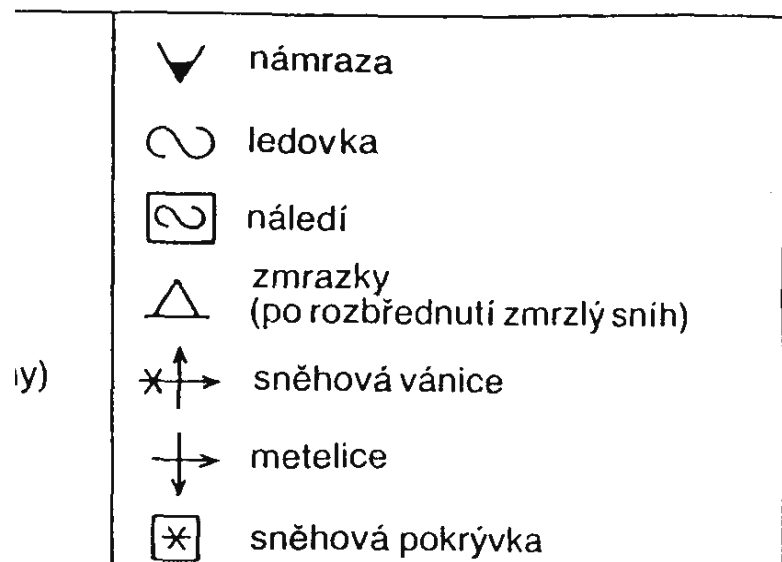 námraza
ledovka
náledí
zmrazky
(po rozbřednutí zmrzlý sníh)
y)
sněhová vánice
metelice
sněhová pokrývka